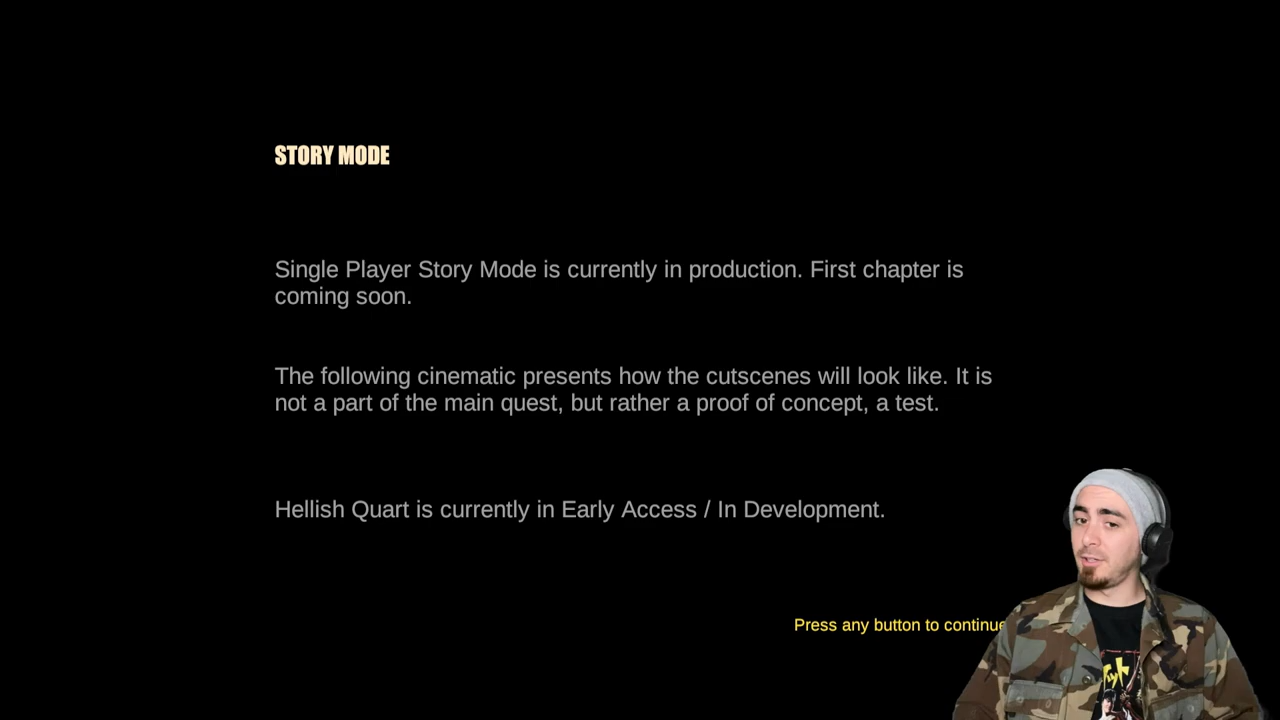 STORY MODE
Single Player Story Mode is currently in production. First chapter is
coming soon.
The following cinematic presents how the cutscenes will look like. It is
not a part of the main quest, but rather a proof of concept, a test.
Hellish Quart is currently in Early Access / In Development.
Press any button to continue